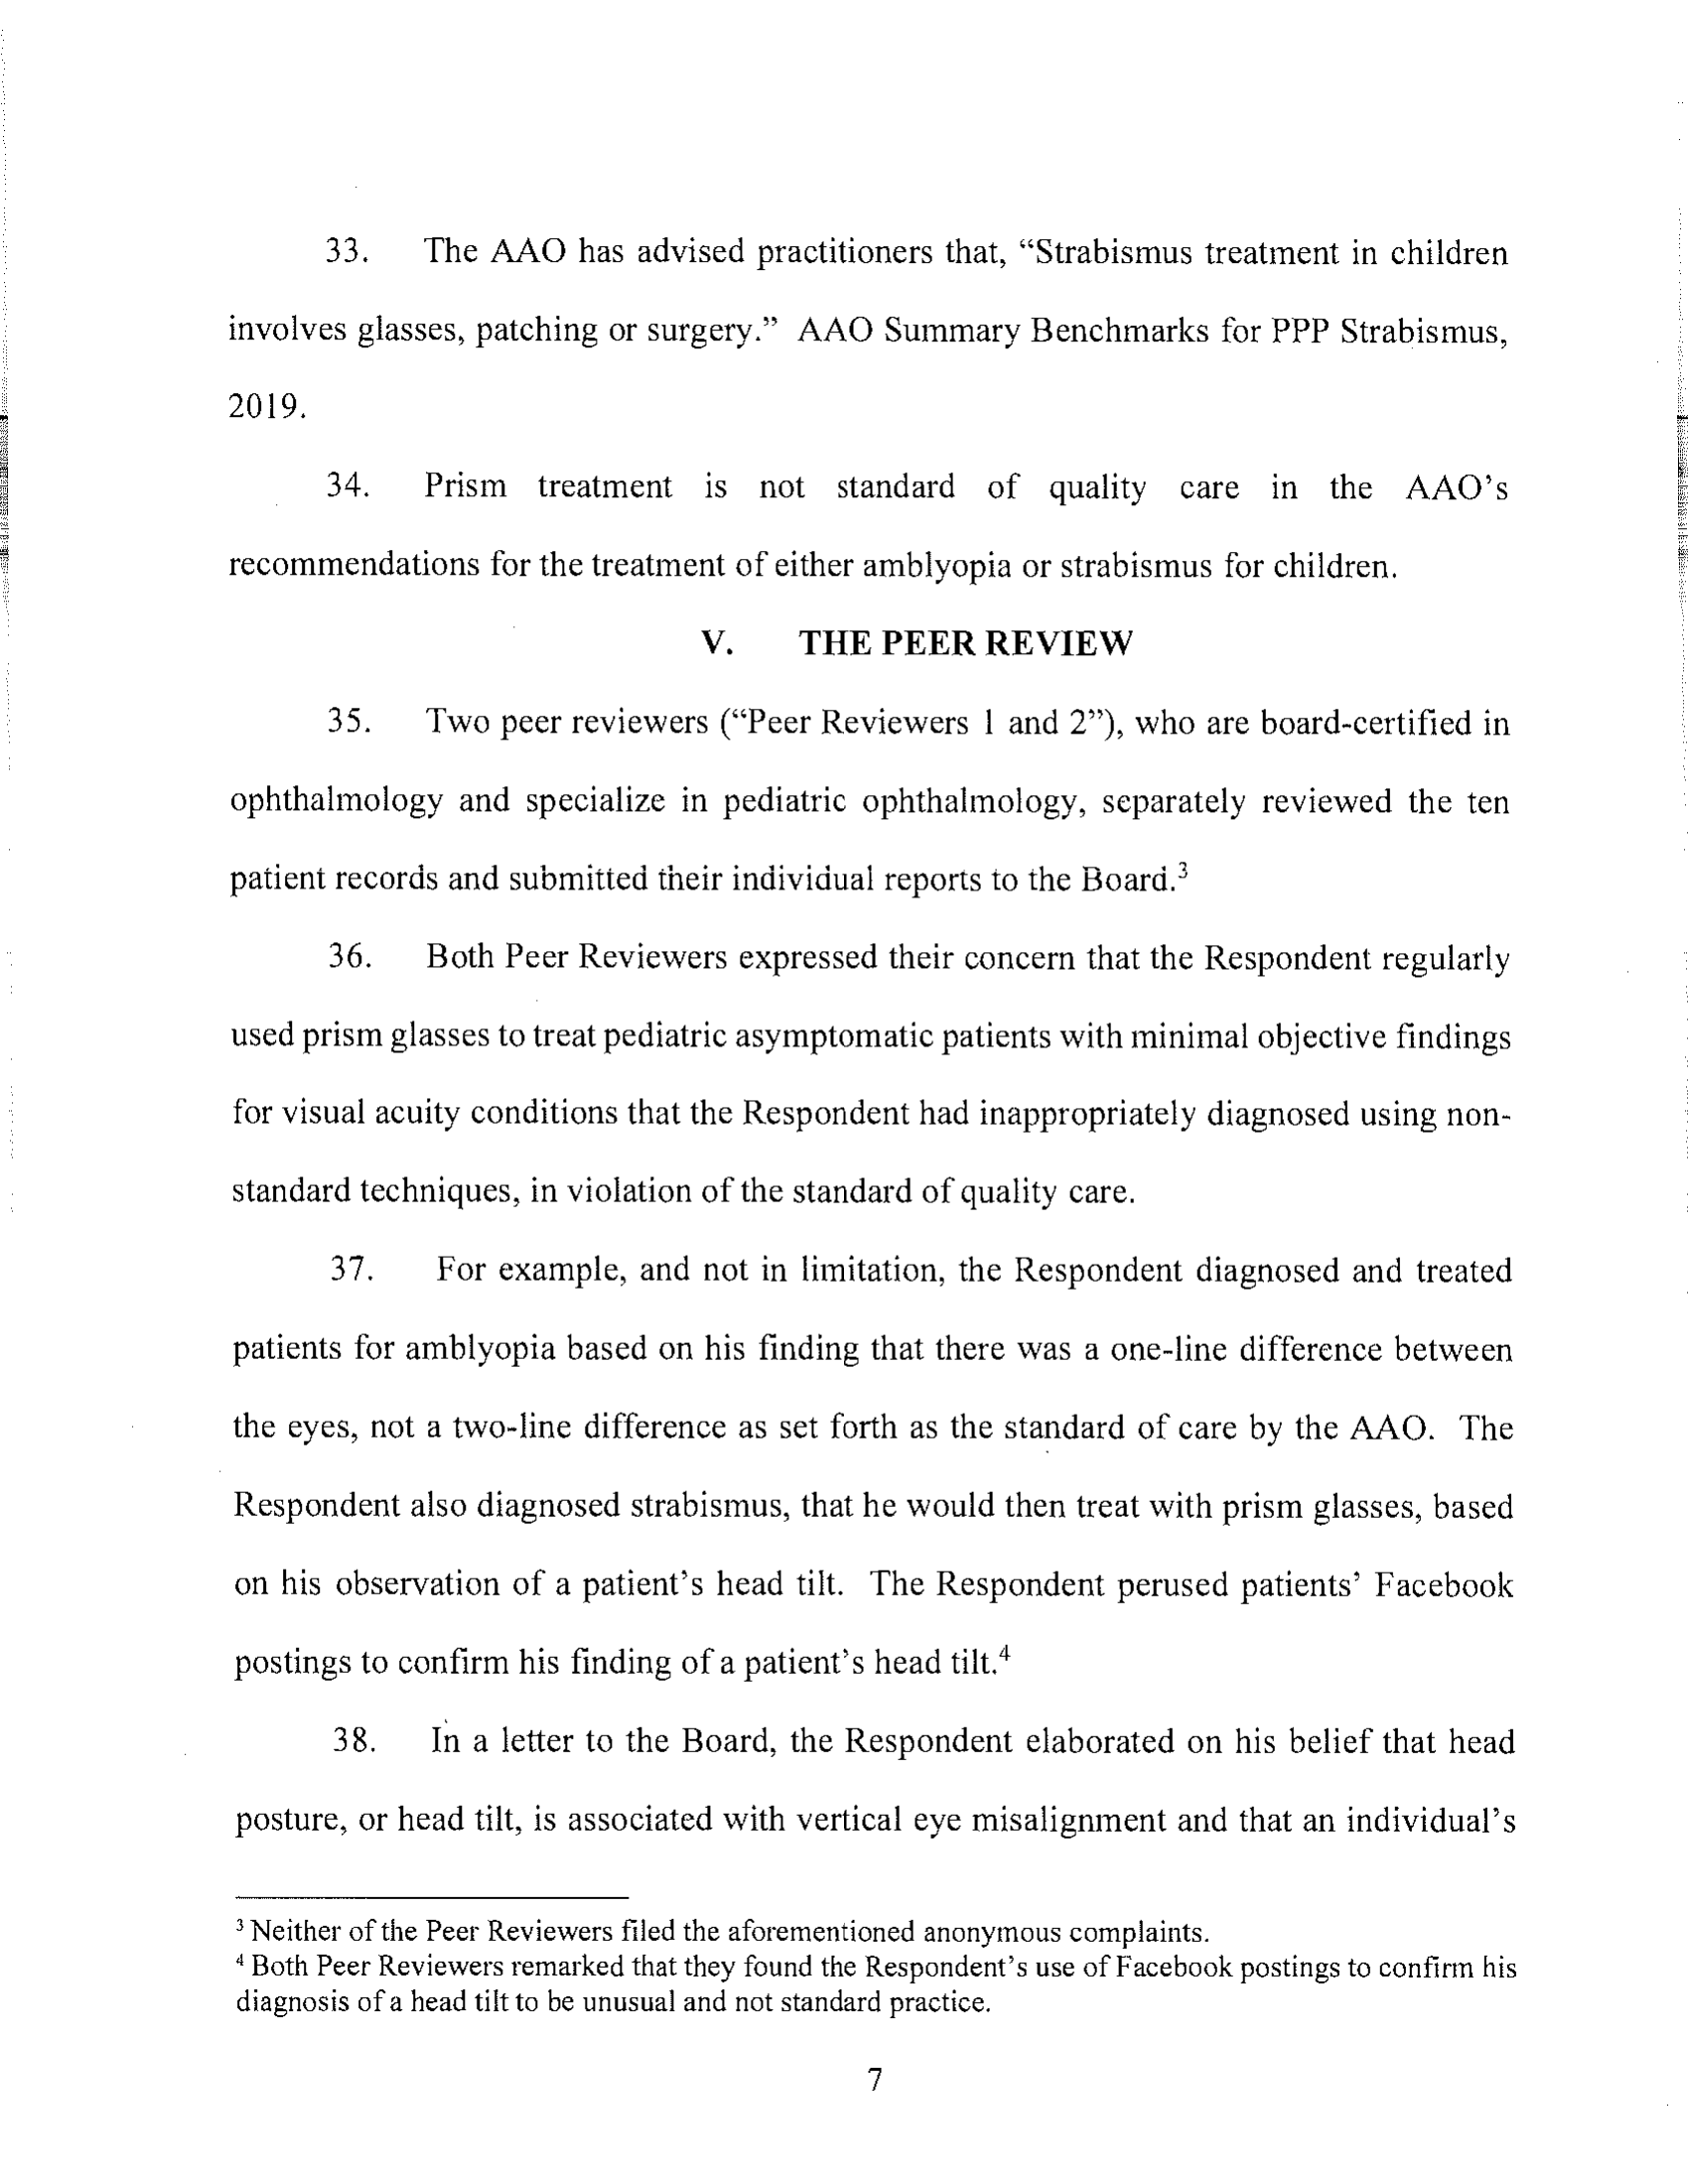 33. The AAO has advised practitioners that, “Strabismus treatment in children
involves glasses, patching or surgery.” AAO Summary Benchmarks for PPP Strabismus,
2019.
34. Prism treatment is not standard of quality care in the AAO’s
recommendations for the treatment of either amblyopia or strabismus for children.
V. THE PEER REVIEW
35. Two peer reviewers (“Peer Reviewers 1 and 2”), who are board-certified in
ophthalmology and specialize in pediatric ophthalmology, separately reviewed the ten
patient records and submitted their individual reports to the Board.³
36. Both Peer Reviewers expressed their concern that the Respondent regularly
used prism glasses to treat pediatric asymptomatic patients with minimal objective findings
for visual acuity conditions that the Respondent had inappropriately diagnosed using non-
standard techniques, in violation of the standard of quality care.
37. For example, and not in limitation, the Respondent diagnosed and treated
patients for amblyopia based on his finding that there was a one-line difference between
the eyes, not a two-line difference as set forth as the standard of care by the AAO. The
Respondent also diagnosed strabismus, that he would then treat with prism glasses, based
on his observation of a patient’s head tilt. The Respondent perused patients’ Facebook
postings to confirm his finding of a patient’s head tilt.⁴
38. In a letter to the Board, the Respondent elaborated on his belief that head
posture, or head tilt, is associated with vertical eye misalignment and that an individual’s
³ Neither of the Peer Reviewers filed the aforementioned anonymous complaints.
⁴ Both Peer Reviewers remarked that they found the Respondent’s use of Facebook postings to confirm his
diagnosis of a head tilt to be unusual and not standard practice.
7